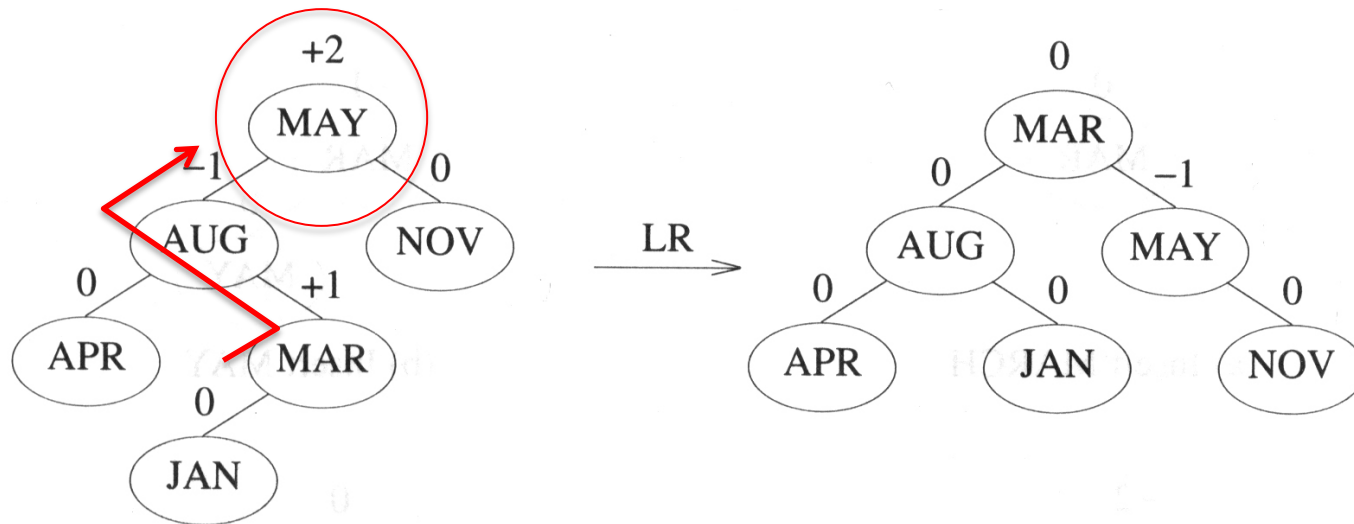 +2
MAY
−1 0
AUG NOV
0 +1
APR MAR
0
JAN
LR
0
MAR
0 −1
AUG MAY
0 0 0
APR JAN NOV